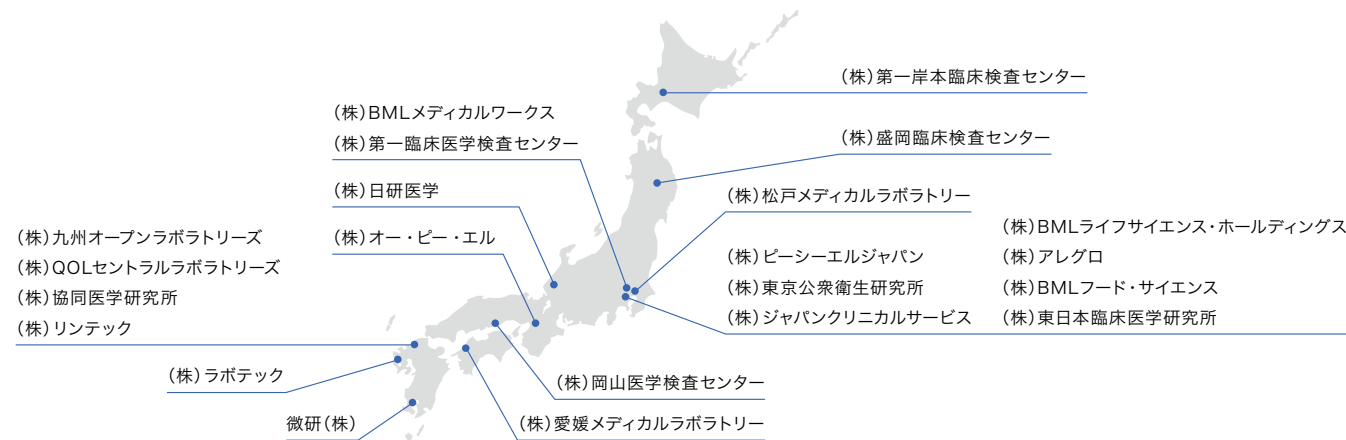 (株)第一岸本臨床検査センター
(株)BMLメディカルワークス
(株)第一臨床医学検査センター
(株)盛岡臨床検査センター
(株)日研医学
(株)松戸メディカルラボラトリー
(株)九州オープンラボラトリーズ
(株)QOLセントラルラボラトリーズ
(株)協同医学研究所
(株)リンテック
(株)オー・ピー・エル
(株)ピーシーエルジャパン
(株)東京公衆衛生研究所
(株)ジャパンクリニカルサービス
(株)BMLライフサイエンス・ホールディングス
(株)アレグロ
(株)BMLフード・サイエンス
(株)東日本臨床医学研究所
(株)ラボテック
(株)岡山医学検査センター
微研(株)
(株)愛媛メディカルラボラトリー